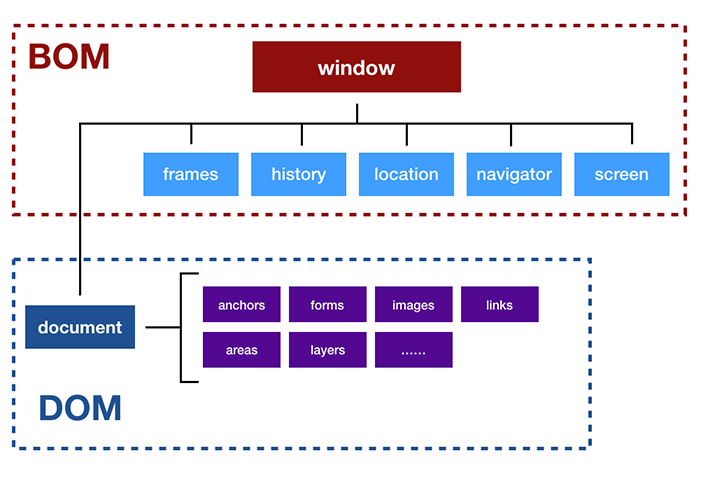 BOM
window
frames
history
location
navigator
screen
document
anchors
forms
images
links
areas
layers
......
DOM